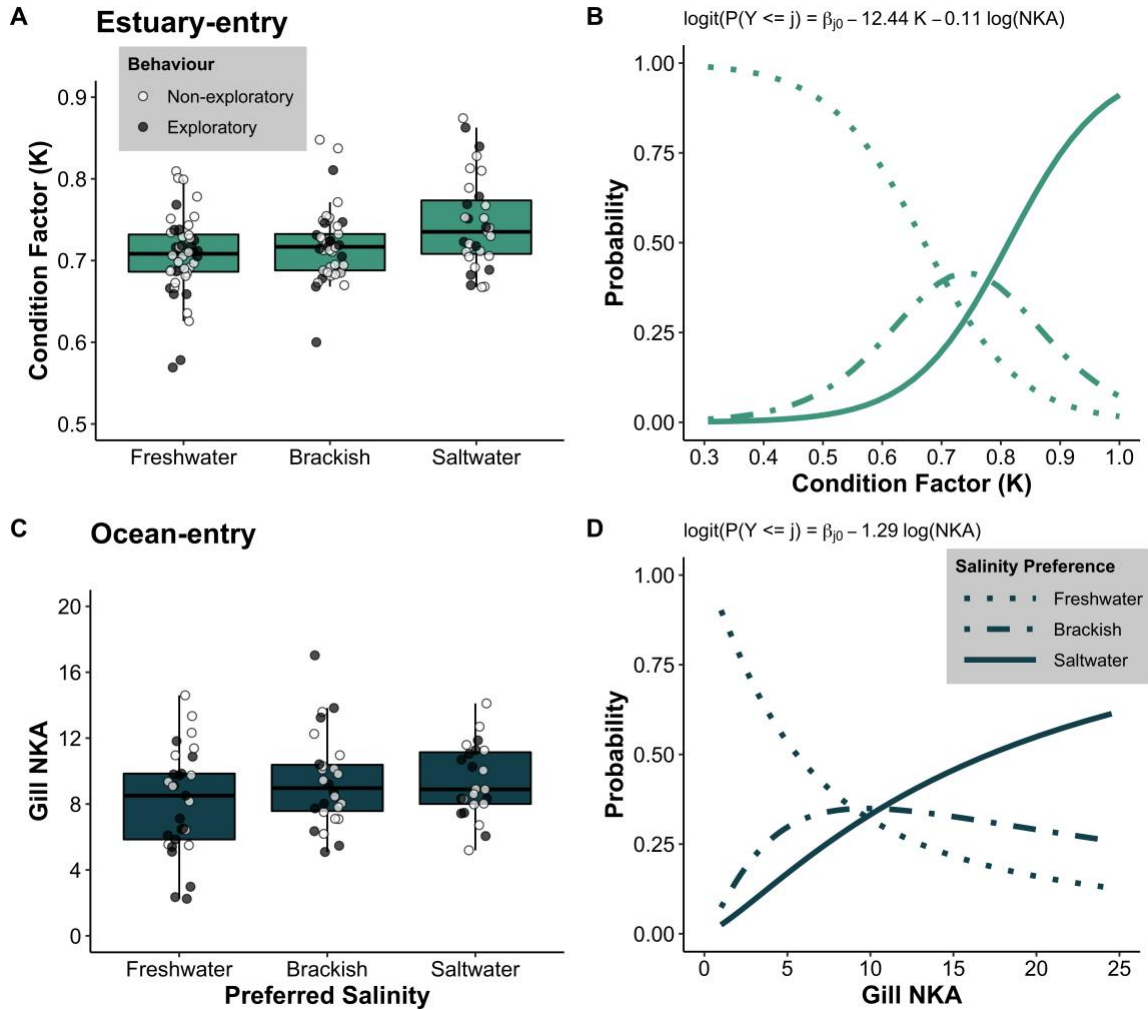 A
Estuary-entry
Behaviour
Non-exploratory
Exploratory
Condition Factor (K)
0.9
0.8
0.7
0.6
0.5
Freshwater
Brackish
Saltwater
B
logit(P(Y <= j) = βj0 − 12.44 K − 0.11 log(NKA)
Probability
1.00
0.75
0.50
0.25
0.00
0.3 0.4 0.5 0.6 0.7 0.8 0.9 1.0
Condition Factor (K)
C
Ocean-entry
Gill NKA
20
16
12
8
4
0
Freshwater
Brackish
Saltwater
Preferred Salinity
D
logit(P(Y <= j) = βj0 − 1.29 log(NKA)
Salinity Preference
Freshwater
Brackish
Saltwater
Probability
1.00
0.75
0.50
0.25
0.00
0 5 10 15 20 25
Gill NKA